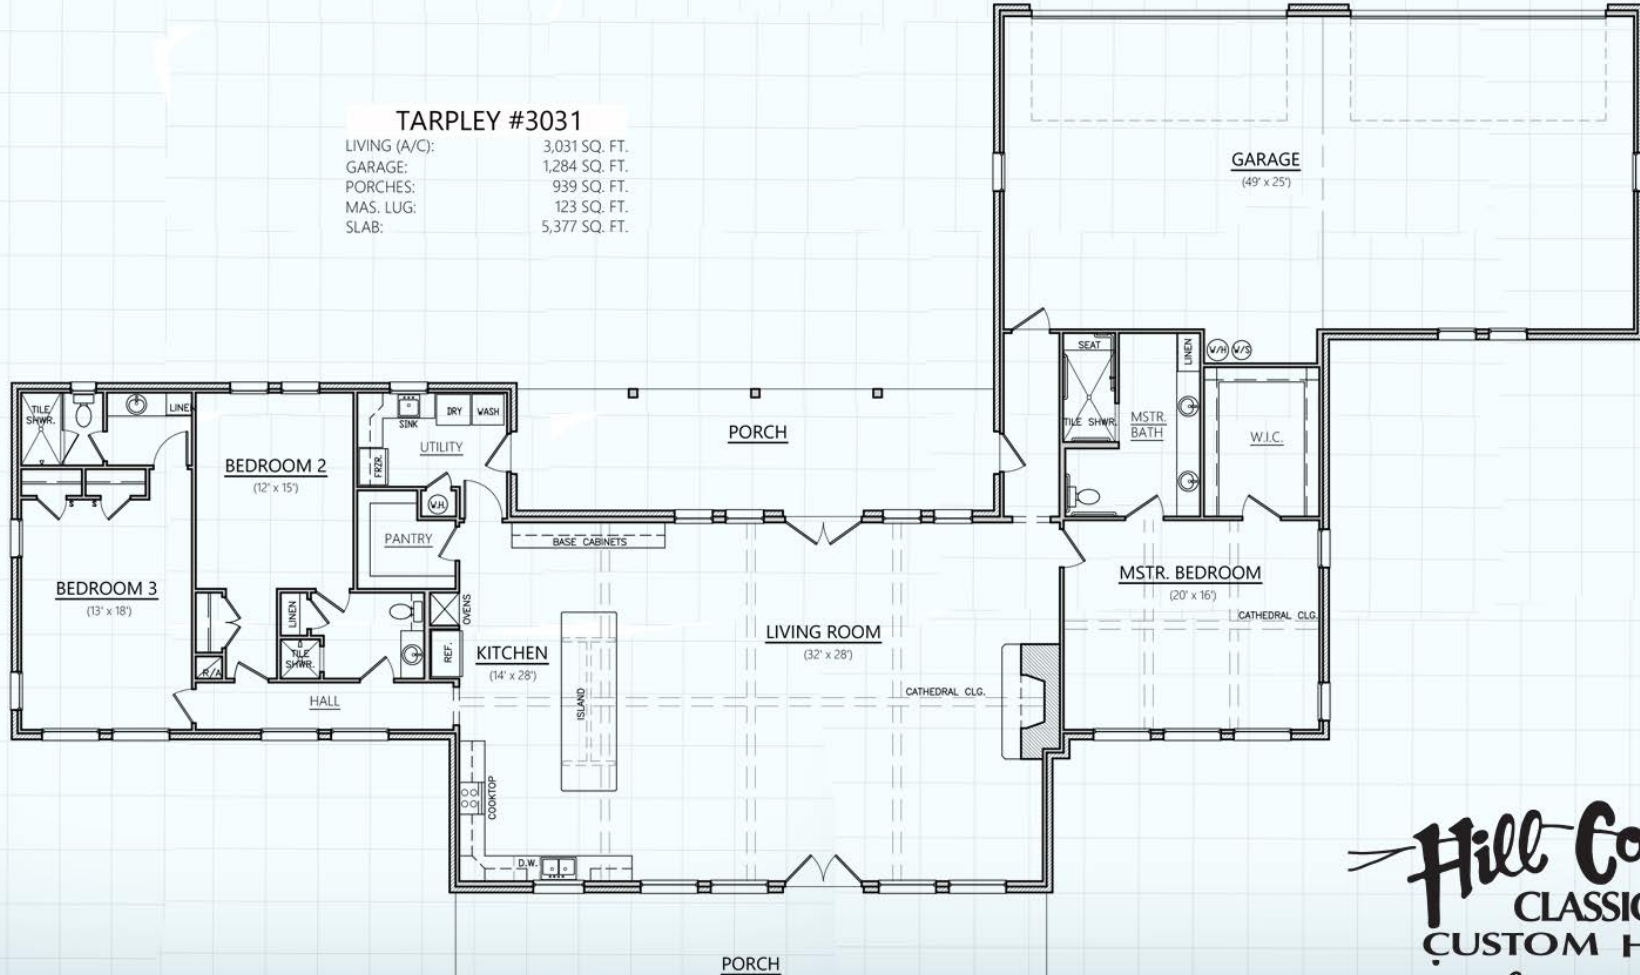 TARPLEY #3031
LIVING (A/C): 3,031 SQ. FT.
GARAGE: 1,284 SQ. FT.
PORCHES: 939 SQ. FT.
MAS. LUG: 123 SQ. FT.
SLAB: 5,377 SQ. FT.
GARAGE
(49' x 25')
SEAT
TILE SHWR.
MSTR.
BATH
LINEN
W/H
W/S
W.I.C.
TILE
SHWR.
LINEN
BEDROOM 2
(12' x 15')
SINK
DRY
WASH
UTILITY
FRZR.
W.H.
PORCH
PANTRY
BASE CABINETS
BEDROOM 3
(13' x 18')
MSTR. BEDROOM
(20' x 16')
CATHEDRAL CLG.
LINEN
TILE
SHWR.
R/A
HALL
OVENS
REF.
KITCHEN
(14' x 28')
ISLAND
LIVING ROOM
(32' x 28')
CATHEDRAL CLG.
COOKTOP
D.W.
PORCH
Hill Co
CLASSIC
CUSTOM H